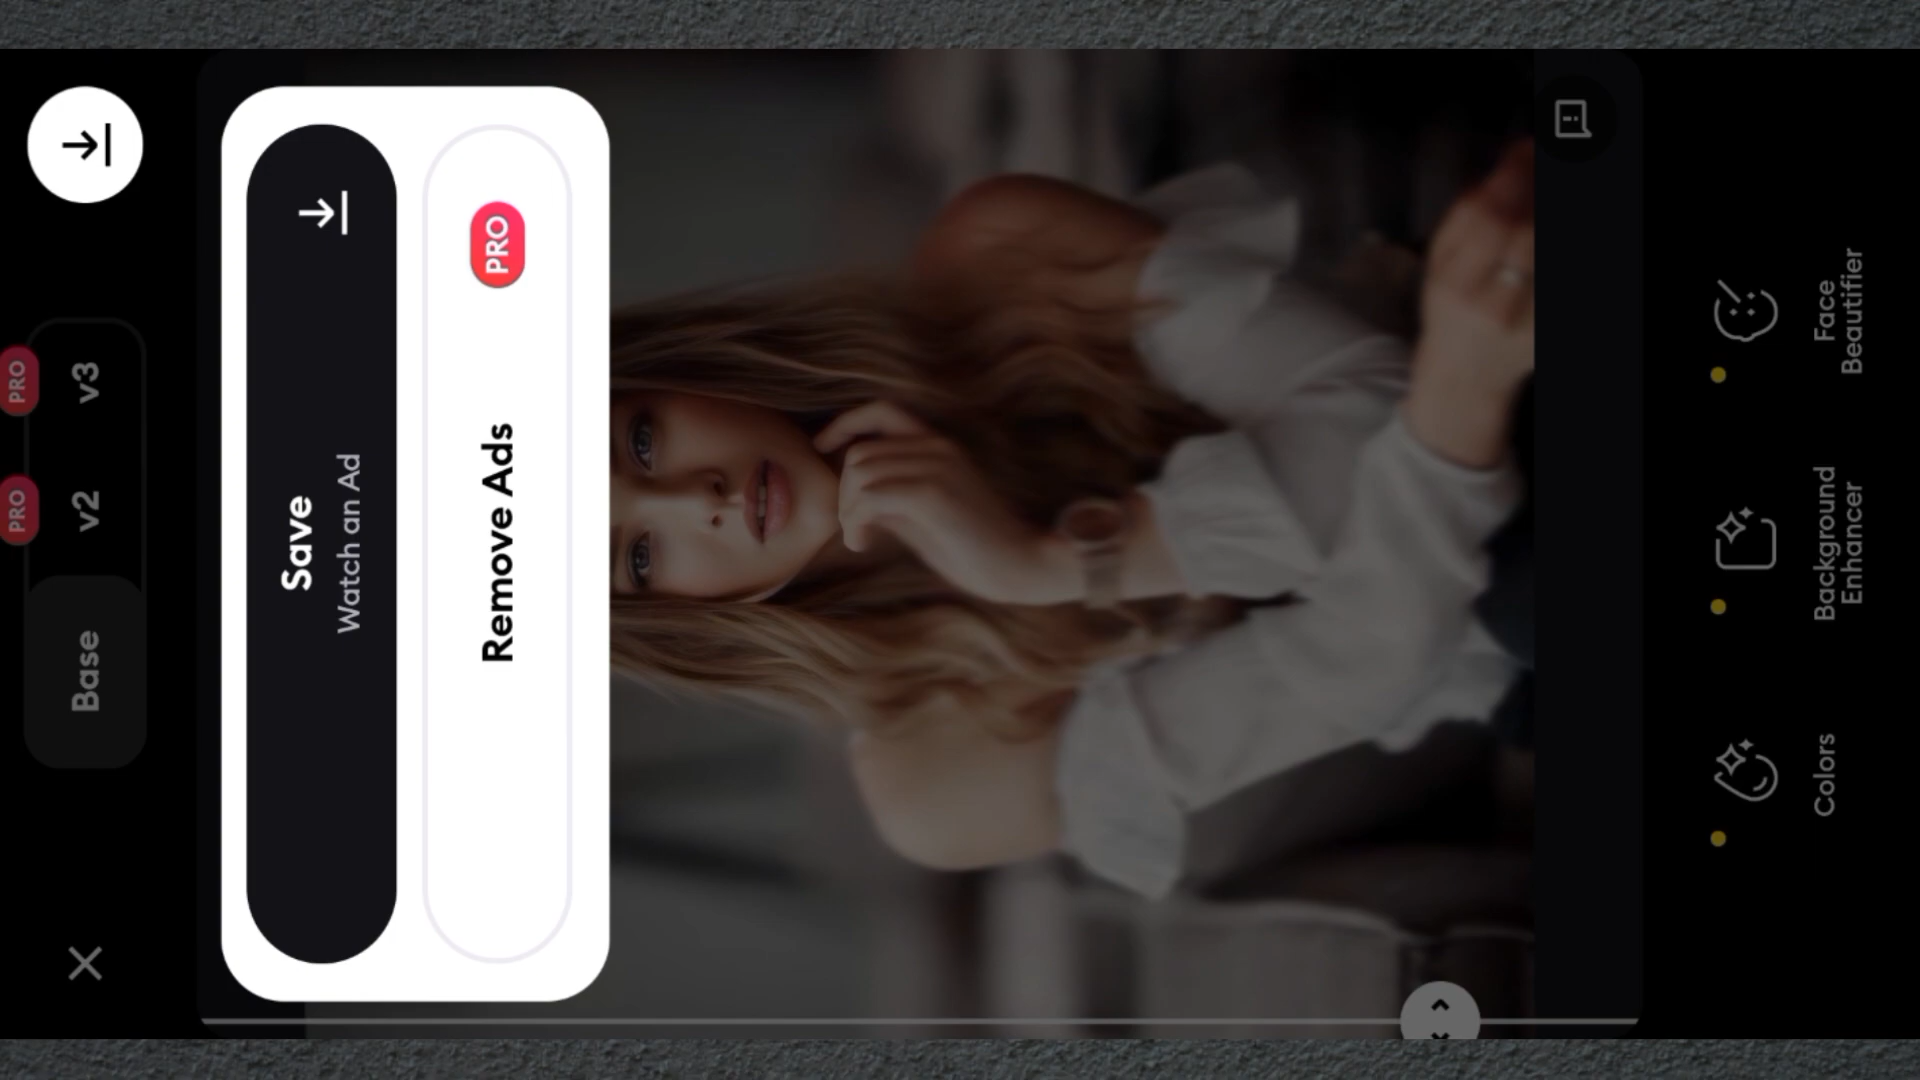 Base
v2
PRO
v3
PRO
Save
Watch an Ad
Remove Ads
PRO
Colors
Background
Enhancer
Face
Beautifier